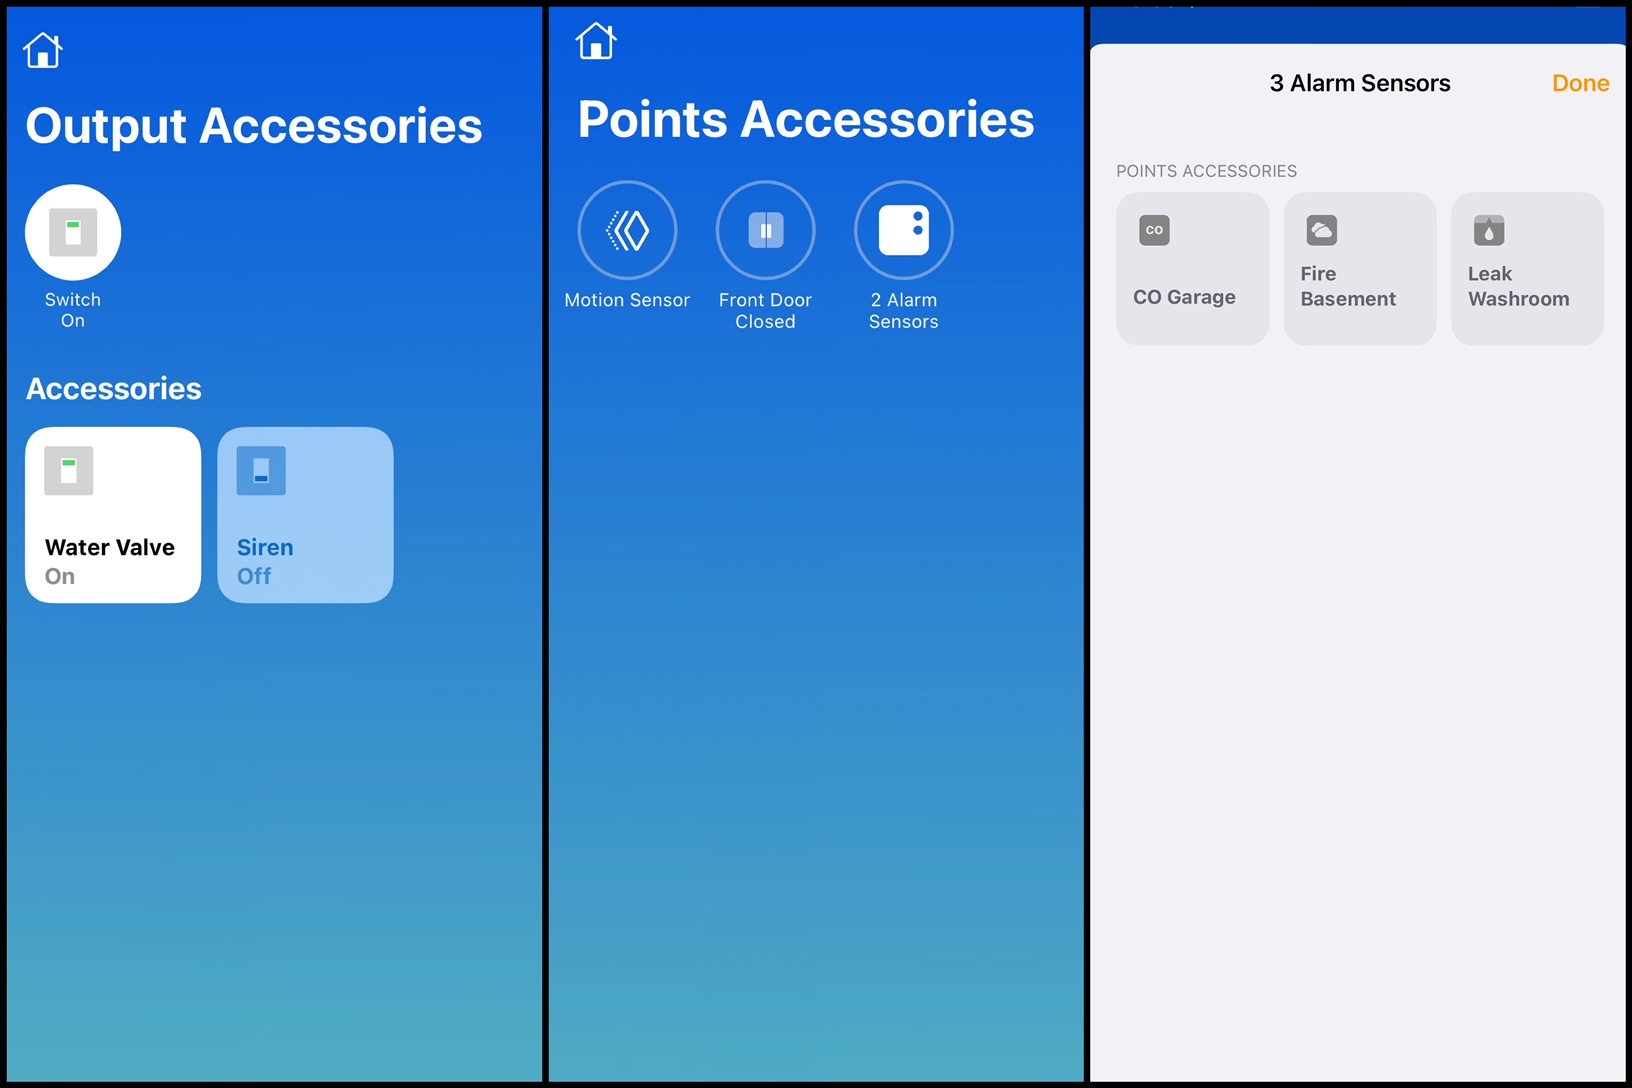 Output Accessories
Switch
On
Accessories
Water Valve
On
Siren
Off
Points Accessories
Motion Sensor
Front Door
Closed
2 Alarm
Sensors
3 Alarm Sensors
Done
POINTS ACCESSORIES
CO
CO Garage
Fire
Basement
Leak
Washroom